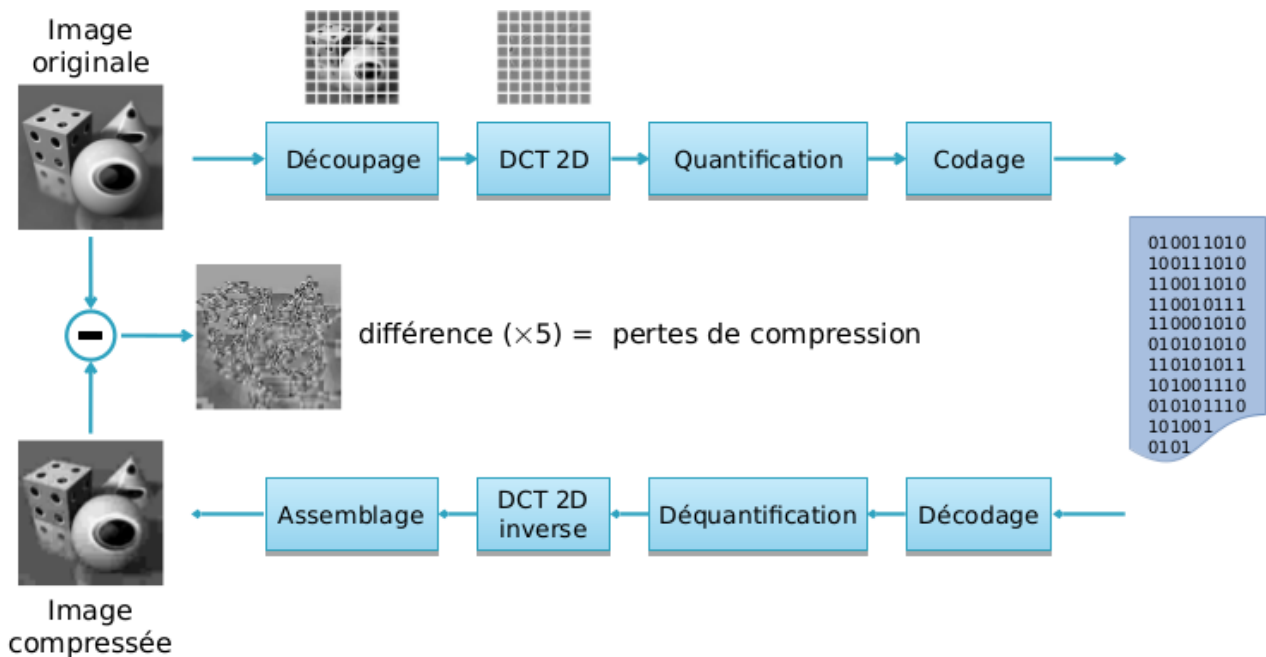 Image
originale
Découpage
DCT 2D
Quantification
Codage
différence (×5) = pertes de compression
010011010
100111010
110011010
110010111
110001010
010101010
110101011
101001110
010101110
101001
0101
Assemblage
DCT 2D
inverse
Déquantification
Décodage
Image
compressée